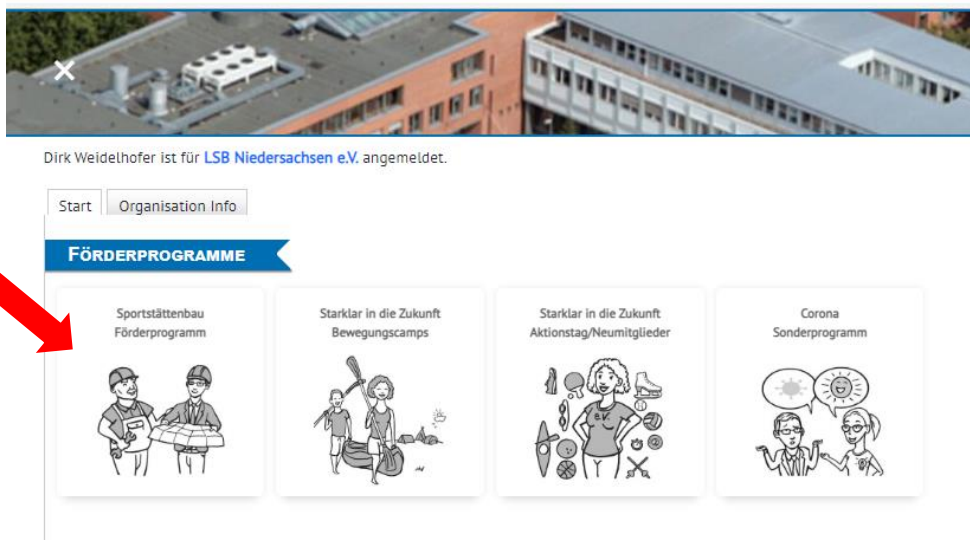 Dirk Weidelhofer ist für LSB Niedersachsen e.V. angemeldet.
Start Organisation Info
FÖRDERPROGRAMME
Sportstättenbau
Förderprogramm
Starklar in die Zukunft
Bewegungscamps
Starklar in die Zukunft
Aktionstag/Neumitglieder
Corona
Sonderprogramm
e.V.